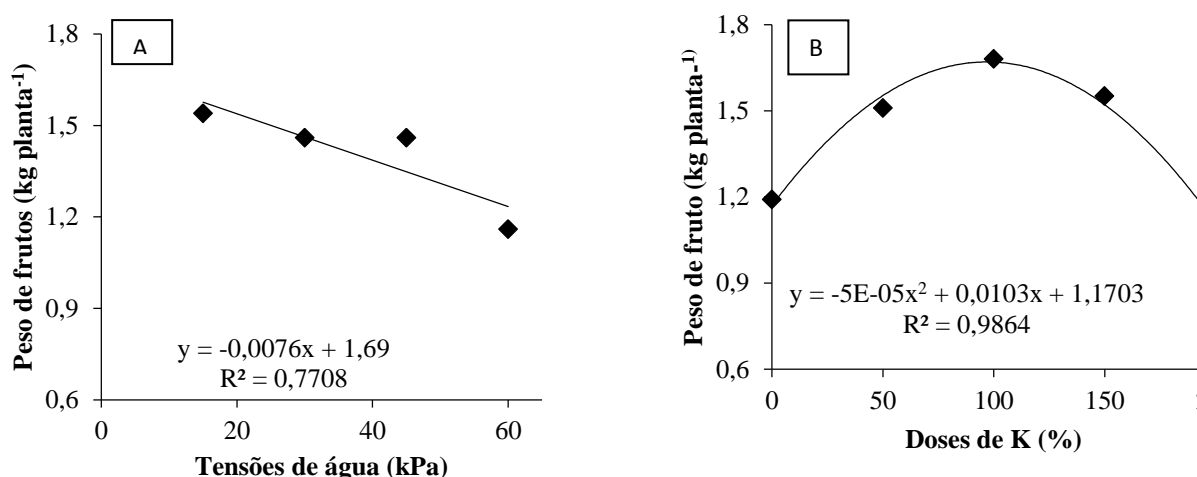 A
1,8
1,5
1,2
0,9
0,6
Peso de frutos (kg planta⁻¹)
y = -0,0076x + 1,69
R² = 0,7708
0 20 40 60
Tensões de água (kPa)
B
1,8
1,5
1,2
0,9
0,6
Peso de fruto (kg planta-¹⁾
y = -5E-05x² + 0,0103x + 1,1703
R² = 0,9864
0 50 100 150
Doses de K (%)